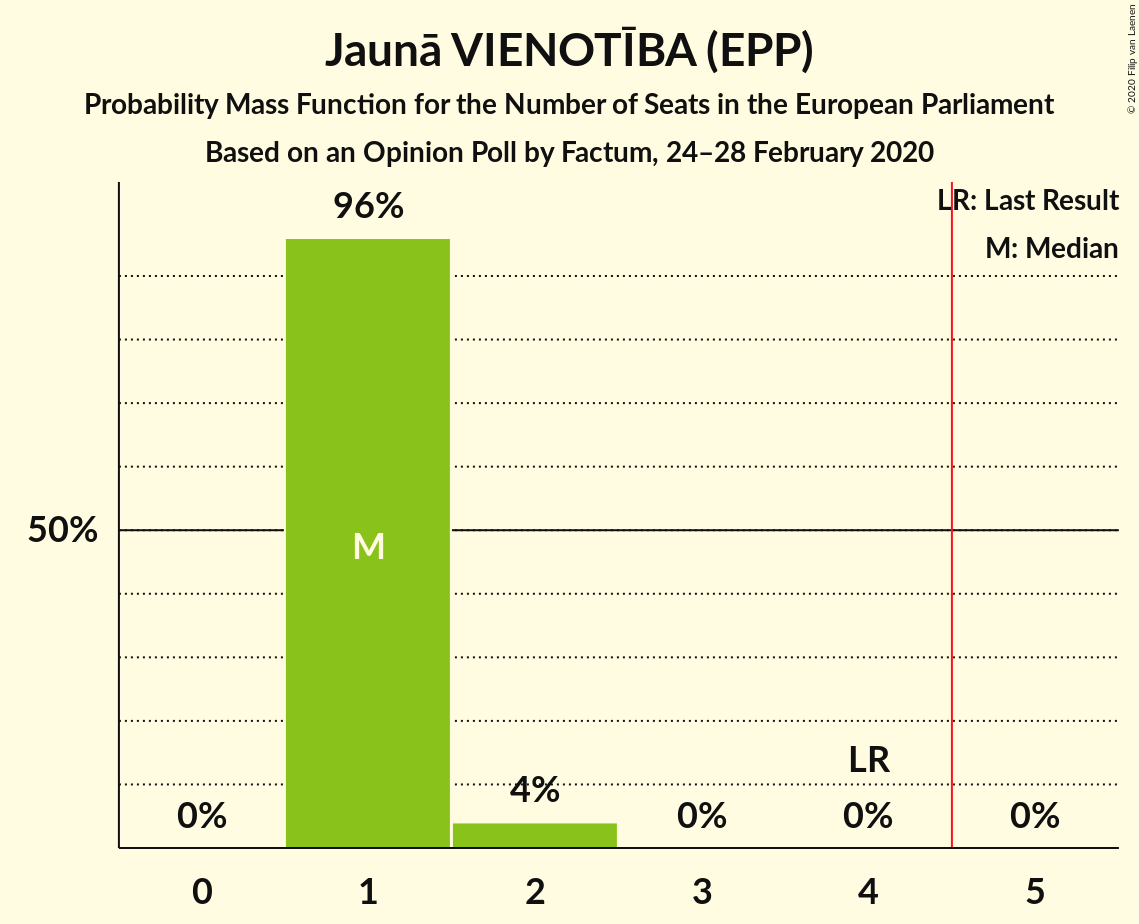 Jaunā VIENOTĪBA (EPP)
Probability Mass Function for the Number of Seats in the European Parliament
Based on an Opinion Poll by Factum, 24–28 February 2020
© 2020 Filip van Laenen
LR: Last Result
M: Median
96%
50%
M
LR
0%
4%
0%
0%
0%
0
1
2
3
4
5